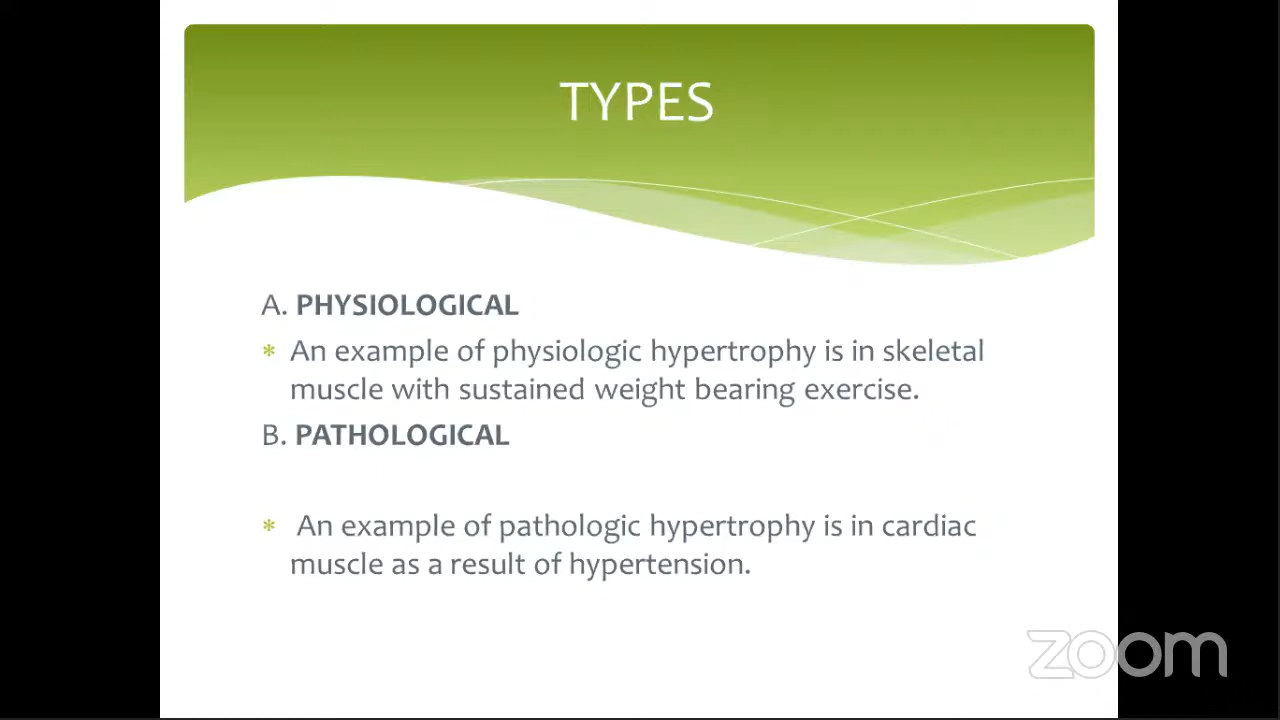 TYPES
A. PHYSIOLOGICAL
* An example of physiologic hypertrophy is in skeletal
muscle with sustained weight bearing exercise.
B. PATHOLOGICAL
* An example of pathologic hypertrophy is in cardiac
muscle as a result of hypertension.
zoom